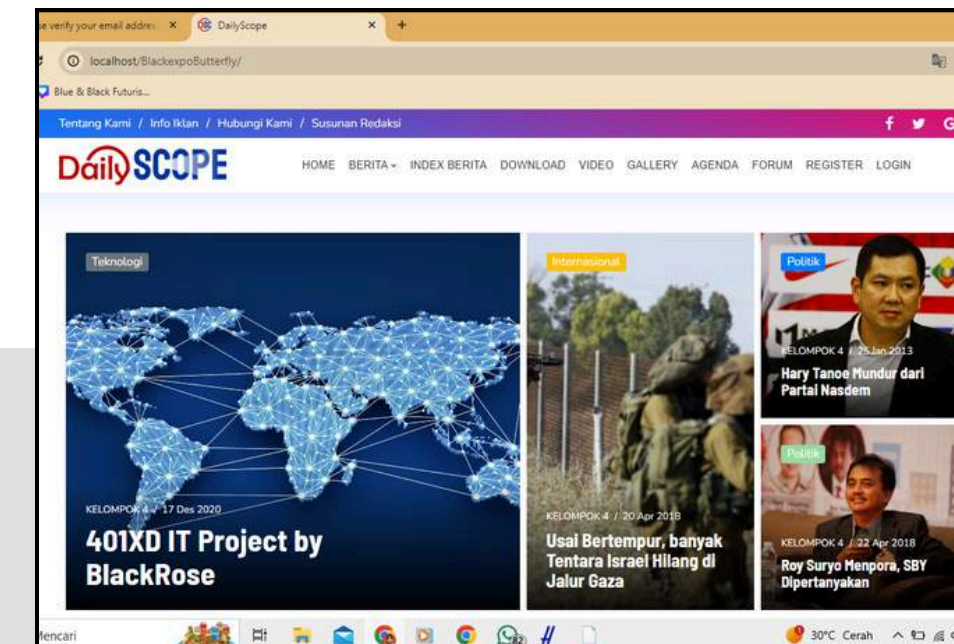 se verify your email addres
DailyScope
localhost/BlackexpoButterfly/
Blue & Black Futuris...
Tentang Kami / Info Iklan / Hubungi Kami / Susunan Redaksi
Daily SCOPE
HOME BERITA INDEX BERITA DOWNLOAD VIDEO GALLERY AGENDA FORUM REGISTER LOGIN
Teknologi
KELOMPOK 4 / 17 Des 2020
401XD IT Project by
BlackRose
Internasional
KELOMPOK 4 / 20 Apr 2018
Usai Bertempur, banyak
Tentara Israel Hilang di
Jalur Gaza
Politik
KELOMPOK 4 / 25 Jan 2013
Hary Tanoe Mundur dari
Partai Nasdem
Politik
KELOMPOK 4 / 22 Apr 2018
Roy Suryo Menpora, SBY
Dipertanyakan
Mencari
30°C Cerah